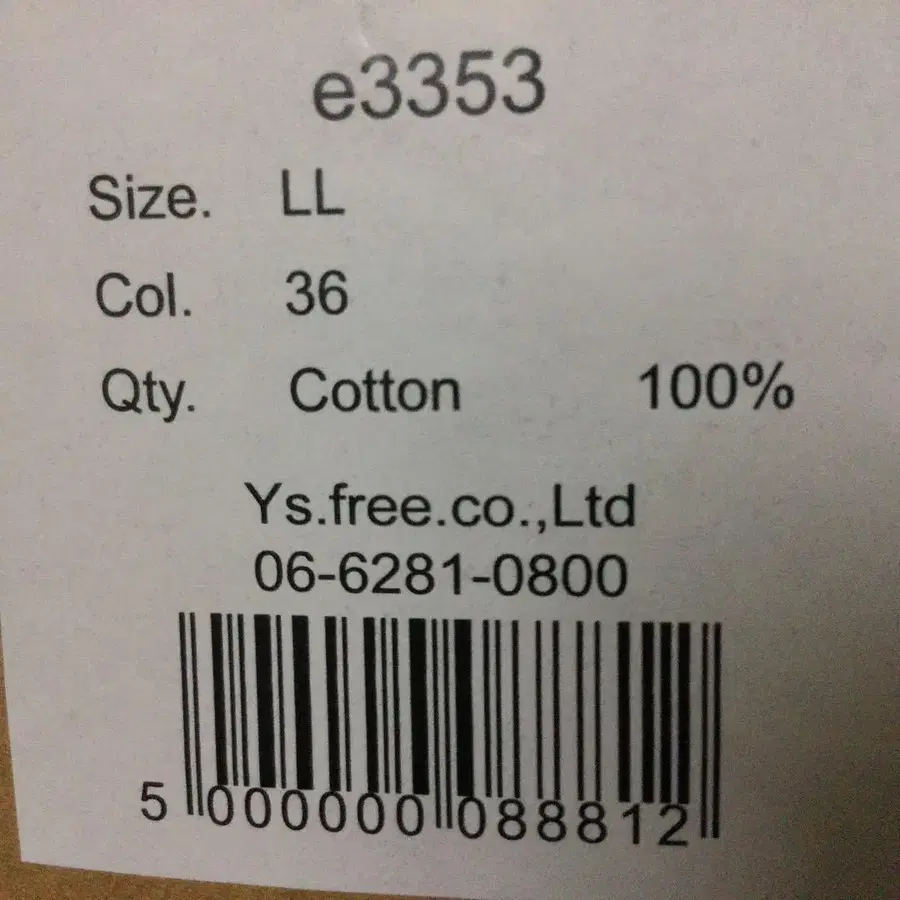 e3353
Size. LL
Col. 36
Qty. Cotton 100%
Ys.free.co.,Ltd
06-6281-0800
5 000000 088812